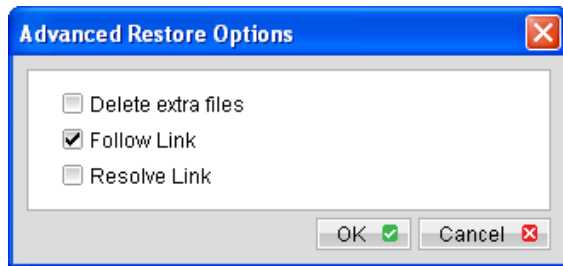 Advanced Restore Options
Delete extra files
Follow Link
Resolve Link
OK Cancel